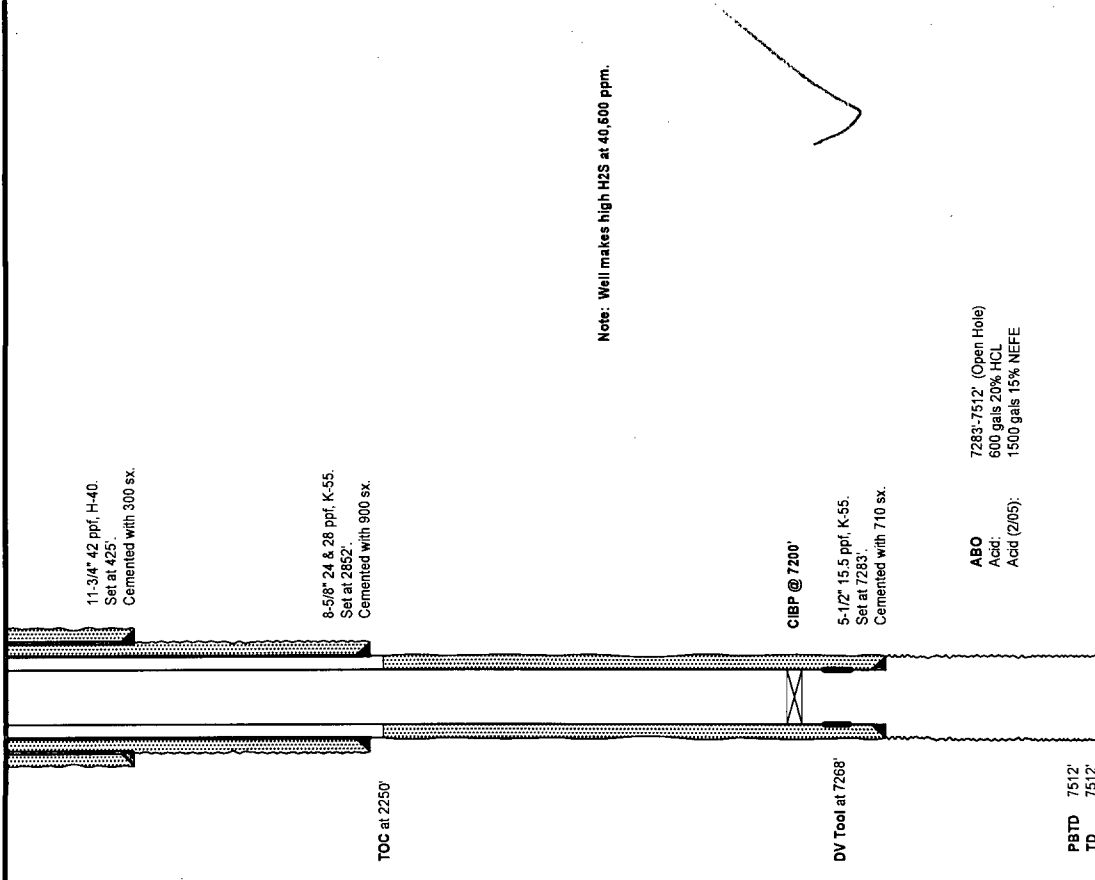 11-3/4" 42 ppf, H-40.
Set at 425'.
Cemented with 300 sx.
8-5/8" 24 & 28 ppf, K-55.
Set at 2852'.
Cemented with 900 sx.
TOC at 2250'
Note: Well makes high H2S at 40,600 ppm.
CIBP @ 7200'
DV Tool at 7268'
5-1/2" 15.5 ppf, K-55.
Set at 7283'.
Cemented with 710 sx.
ABO 7283'-7512' (Open Hole)
Acid: 600 gals 20% HCL
Acid (2/05): 1500 gals 15% NEFE
PBTD 7512'
TD 7512'